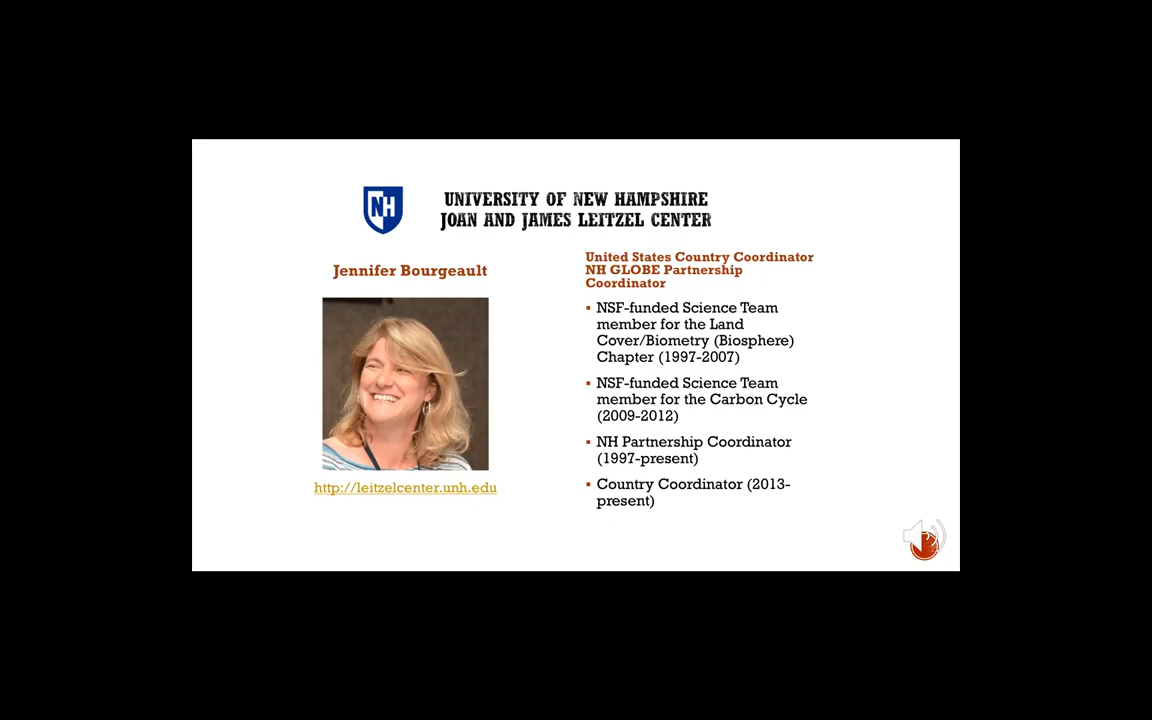 NH
UNIVERSITY OF NEW HAMPSHIRE
JOAN AND JAMES LEITZEL CENTER
Jennifer Bourgeault
http://leitzelcenter.unh.edu
United States Country Coordinator
NH GLOBE Partnership
Coordinator
▪ NSF-funded Science Team
member for the Land
Cover/Biometry (Biosphere)
Chapter (1997-2007)
▪ NSF-funded Science Team
member for the Carbon Cycle
(2009-2012)
▪ NH Partnership Coordinator
(1997-present)
▪ Country Coordinator (2013-
present)